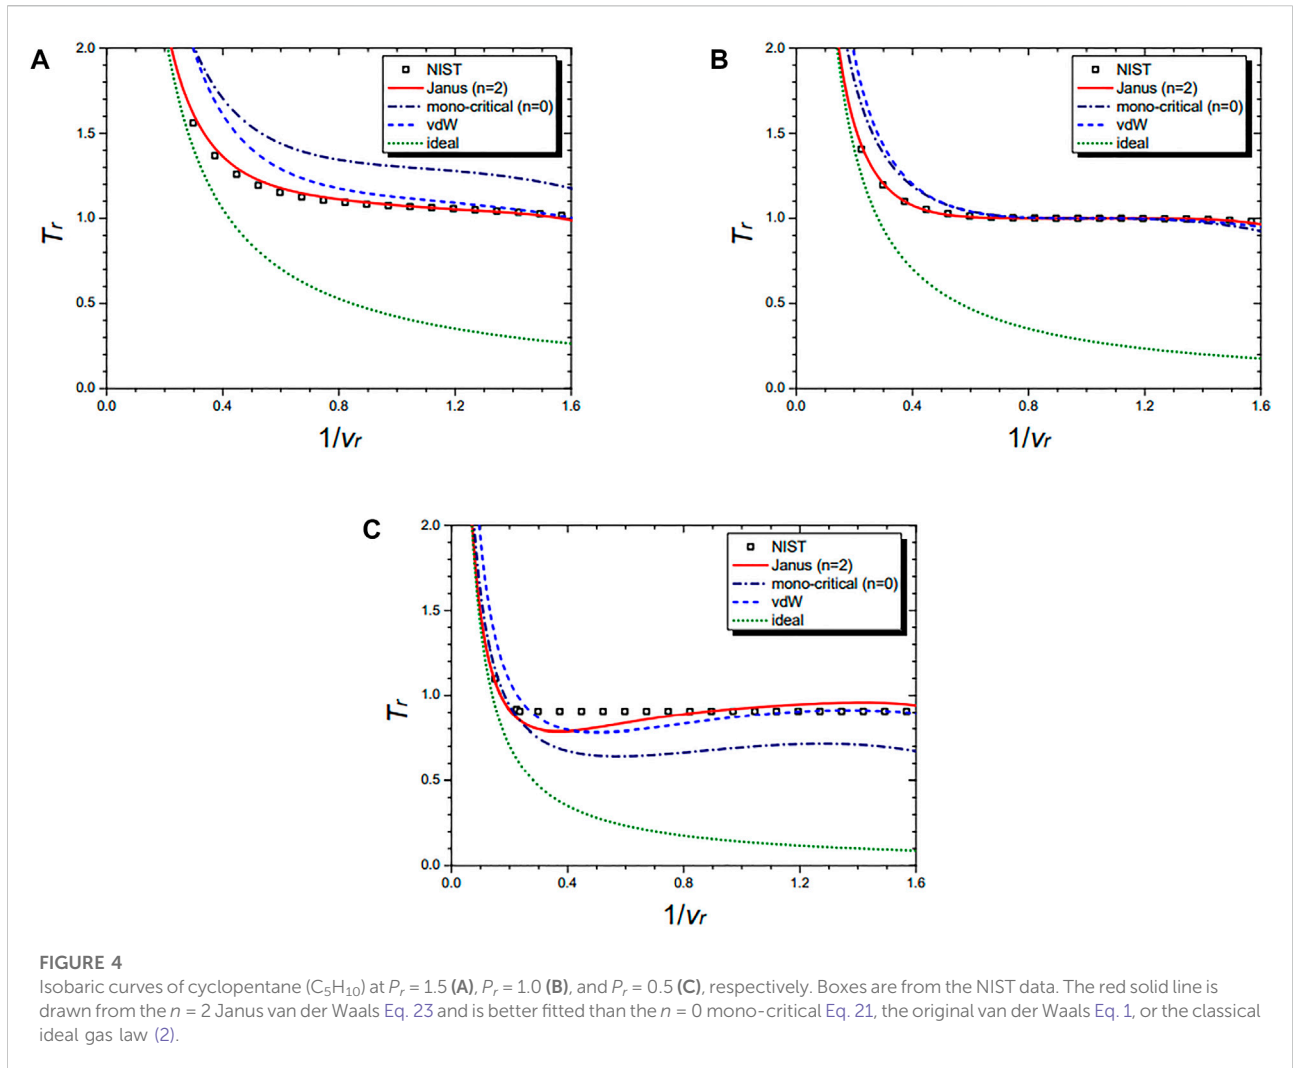 A
2.0
1.5
1.0
0.5
0.0
Tr
0.0 0.4 0.8 1.2 1.6
1/vr
NIST
Janus (n=2)
mono-critical (n=0)
vdW
ideal
B
2.0
1.5
1.0
0.5
0.0
Tr
0.0 0.4 0.8 1.2 1.6
1/vr
NIST
Janus (n=2)
mono-critical (n=0)
vdW
ideal
C
2.0
1.5
1.0
0.5
0.0
Tr
0.0 0.4 0.8 1.2 1.6
1/vr
NIST
Janus (n=2)
mono-critical (n=0)
vdW
ideal
FIGURE 4
Isobaric curves of cyclopentane (C₅H₁₀) at Pr = 1.5 (A), Pr = 1.0 (B), and Pr = 0.5 (C), respectively. Boxes are from the NIST data. The red solid line is
drawn from the n = 2 Janus van der Waals Eq. 23 and is better fitted than the n = 0 mono-critical Eq. 21, the original van der Waals Eq. 1, or the classical
ideal gas law (2).